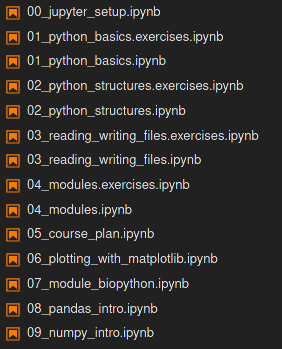 00_jupyter_setup.ipynb
01_python_basics.exercises.ipynb
01_python_basics.ipynb
02_python_structures.exercises.ipynb
02_python_structures.ipynb
03_reading_writing_files.exercises.ipynb
03_reading_writing_files.ipynb
04_modules.exercises.ipynb
04_modules.ipynb
05_course_plan.ipynb
06_plotting_with_matplotlib.ipynb
07_module_biopython.ipynb
08_pandas_intro.ipynb
09_numpy_intro.ipynb